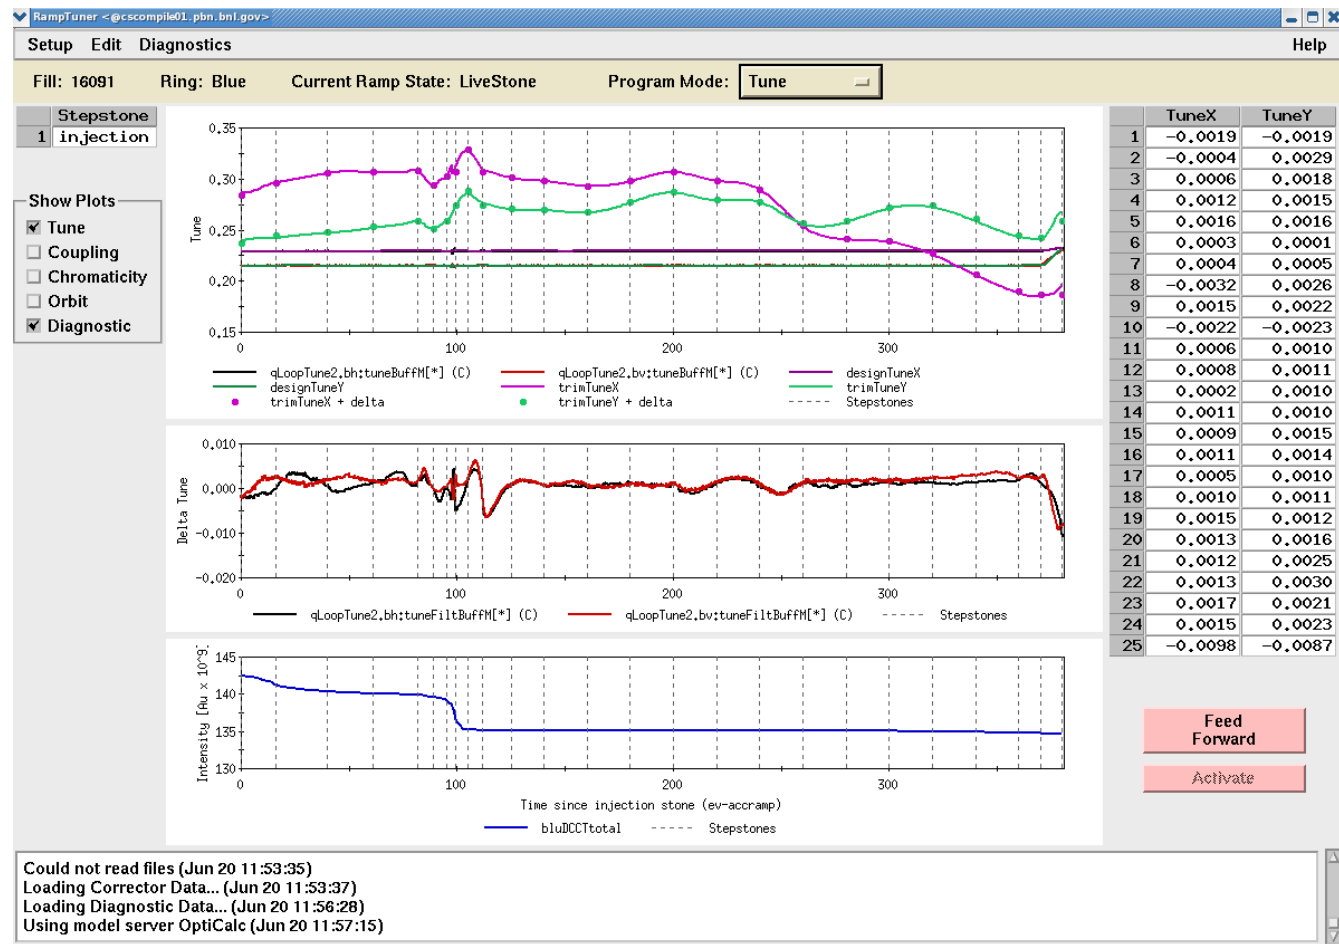 RampTuner <@cscompile01.pbn.bnl.gov>
Setup Edit Diagnostics Help
Fill: 16091 Ring: Blue Current Ramp State: LiveStone Program Mode: Tune
Stepstone
1 injection
Show Plots
Tune
Coupling
Chromaticity
Orbit
Diagnostic
0.35
0.30
0.25
0.20
0.15
Tune
0 100 200 300
qLoopTune2.bh:tuneBuffM[*] (C) qLoopTune2.bv:tuneBuffM[*] (C) designTuneX
designTuneY trimTuneX trimTuneY
trimTuneX + delta trimTuneY + delta Stepstones
0.010
0.000
-0.010
-0.020
Delta Tune
0 100 200 300
qLoopTune2.bh:tuneFiltBuffM[*] (C) qLoopTune2.bv:tuneFiltBuffM[*] (C) Stepstones
145
140
135
130
Intensity [Au x 10^9]
0 100 200 300
Time since injection stone (ev-accramp)
bluDCCTtotal Stepstones
TuneX TuneY
1 -0.0019 -0.0019
2 -0.0004 0.0029
3 0.0006 0.0018
4 0.0012 0.0015
5 0.0016 0.0016
6 0.0003 0.0001
7 0.0004 0.0005
8 -0.0032 0.0026
9 0.0015 0.0022
10 -0.0022 -0.0023
11 0.0006 0.0010
12 0.0008 0.0011
13 0.0002 0.0010
14 0.0011 0.0010
15 0.0009 0.0015
16 0.0011 0.0014
17 0.0005 0.0010
18 0.0010 0.0011
19 0.0015 0.0012
20 0.0013 0.0016
21 0.0012 0.0025
22 0.0013 0.0030
23 0.0017 0.0021
24 0.0015 0.0023
25 -0.0098 -0.0087
Feed
Forward
Activate
Could not read files (Jun 20 11:53:35)
Loading Corrector Data... (Jun 20 11:53:37)
Loading Diagnostic Data... (Jun 20 11:56:28)
Using model server OptiCalc (Jun 20 11:57:15)